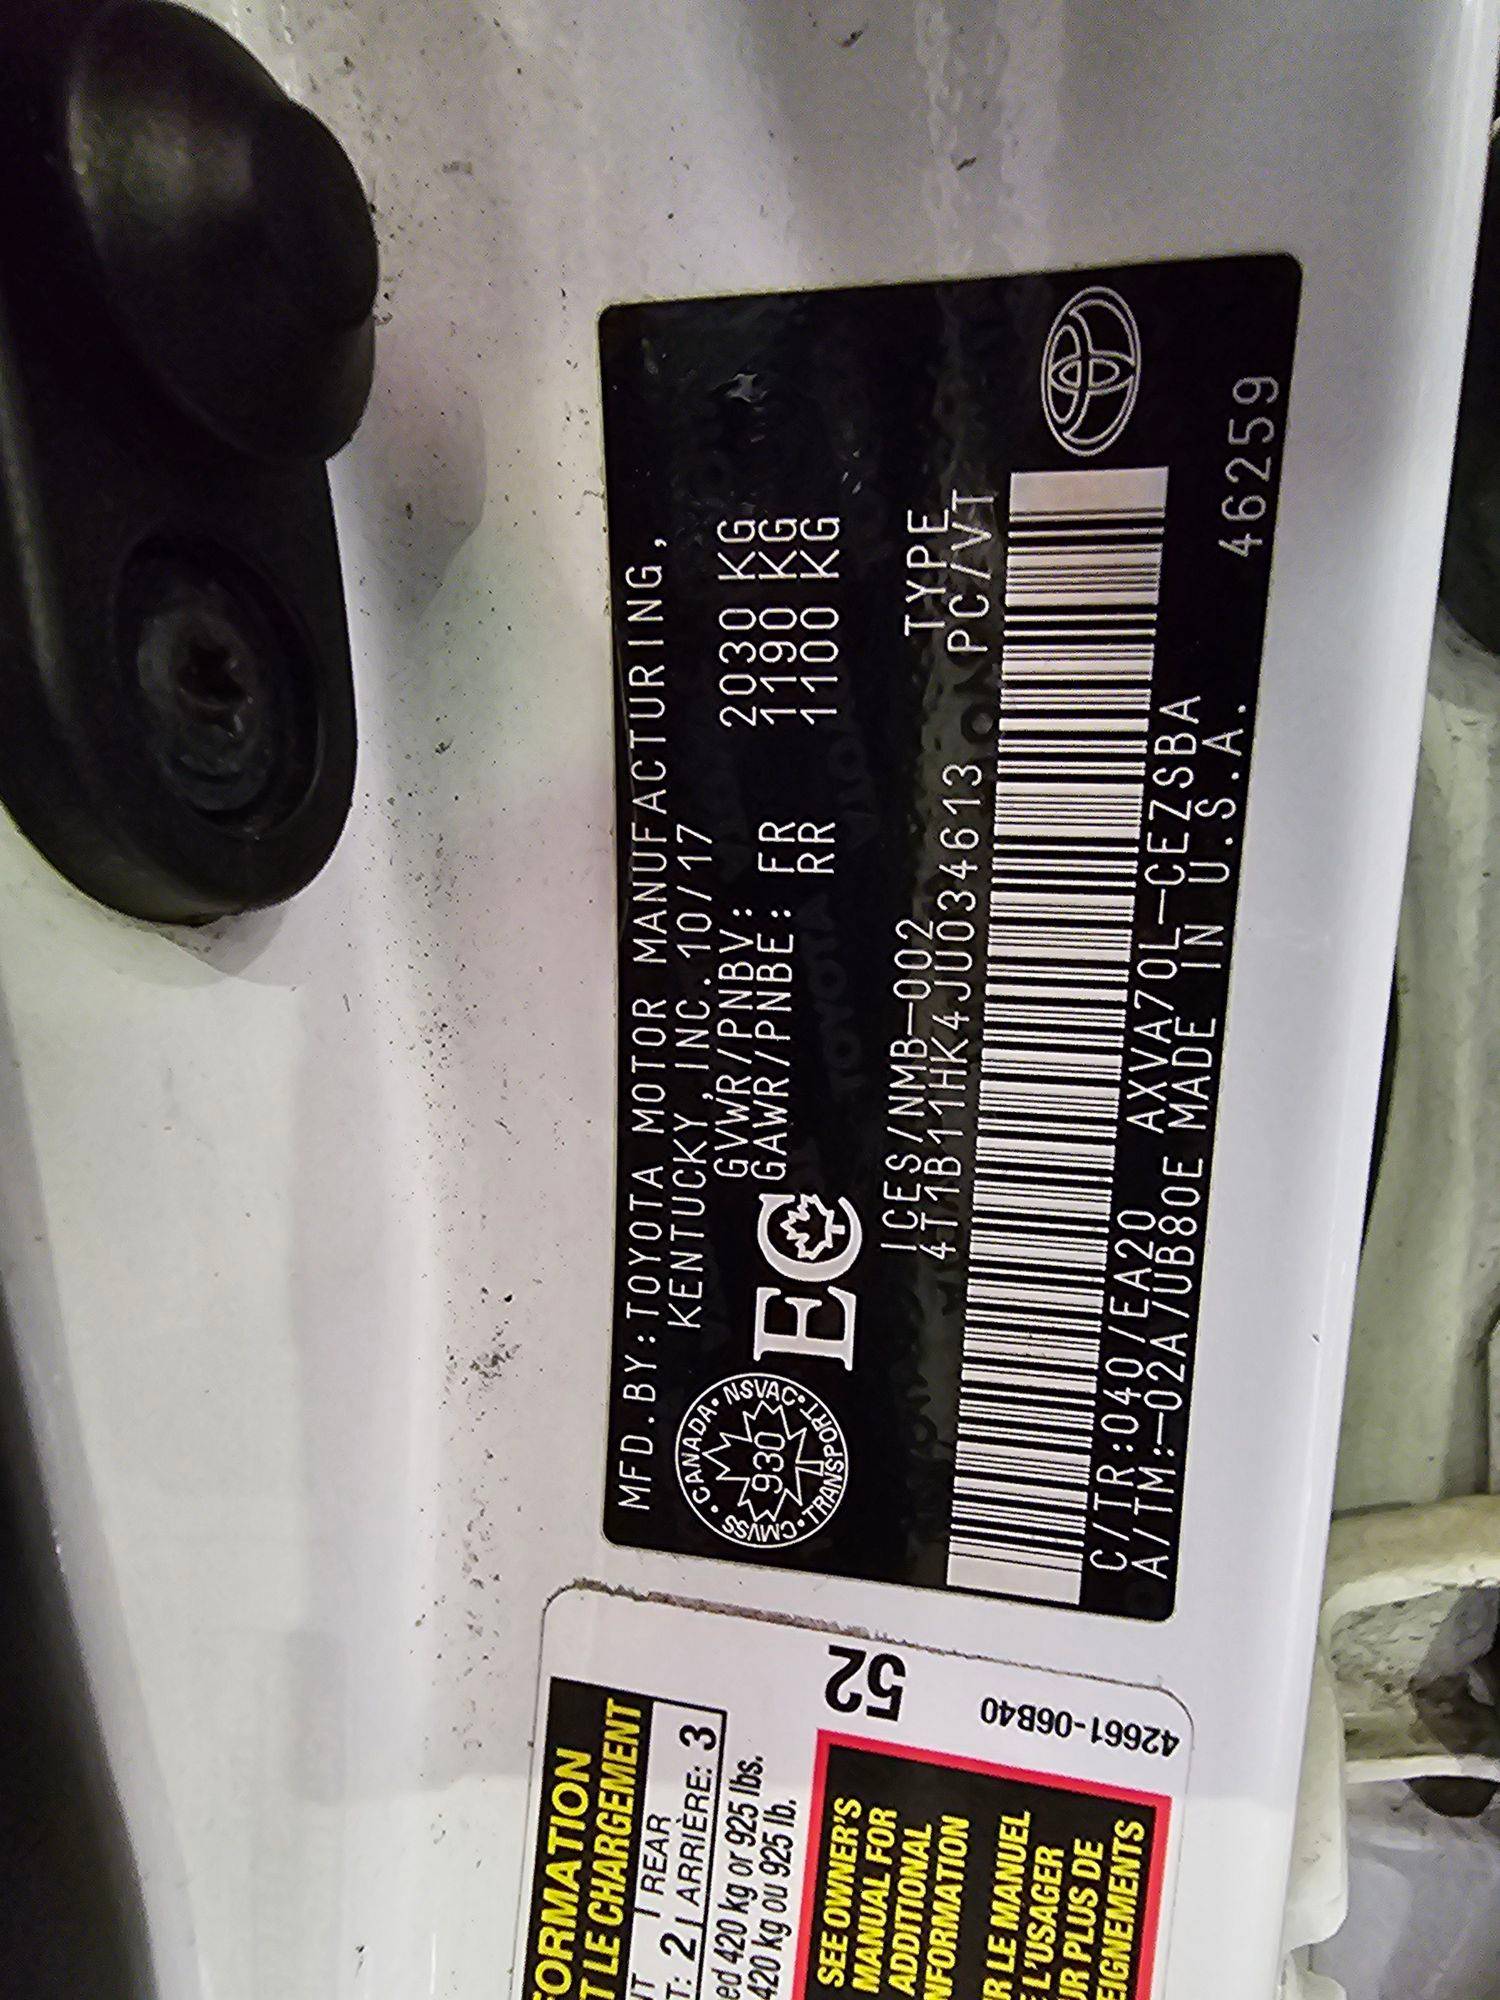 MFD.BY:TOYOTA MOTOR MANUFACTURING,
KENTUCKY, INC. 10/17
GVWR/PNBV: 2030 KG
GAWR/PNBE: FR 1190 KG
RR 1100 KG
CANADA • NSVAC • TRANSPORT • CMVSS •
930
EC
ICES/NMB-002 TYPE
4T1B11HK4JU034613 PC/VT
C/TR:040/EA20 AXVA70L-CEZSBA
A/TM:-02A/UB80E MADE IN U.S.A.
46259
ORMATION
T LE CHARGEMENT
NT REAR
T: 2 ARRIÈRE: 3
ed 420 kg or 925 lbs.
420 kg ou 925 lb.
52
42661-06B40
SEE OWNER'S
MANUAL FOR
ADDITIONAL
NFORMATION
R LE MANUEL
L'USAGER
UR PLUS DE
EIGNEMENTS